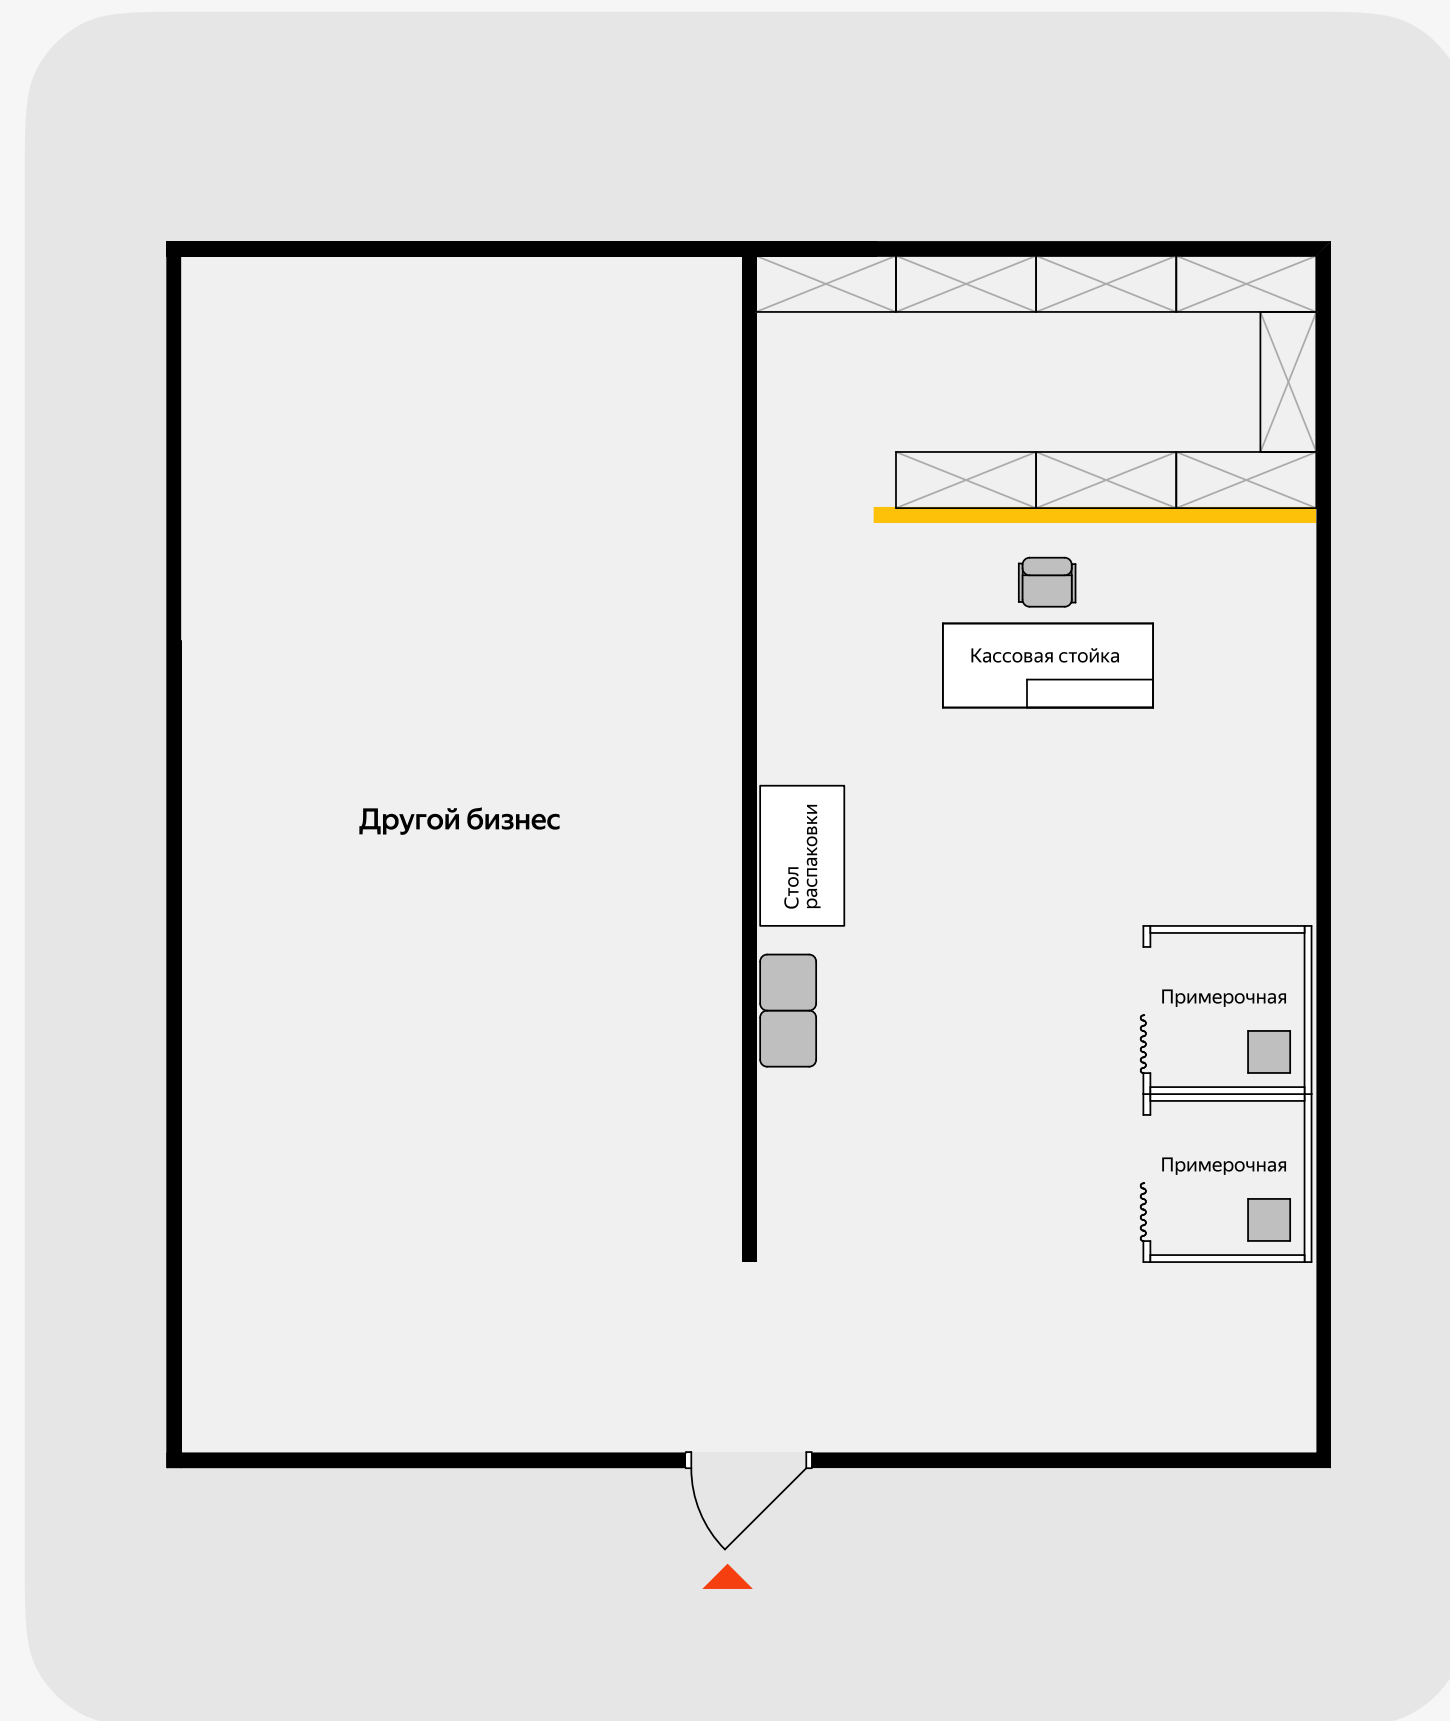 Кассовая стойка
Другой бизнес
Стол
распаковки
Примерочная
Примерочная